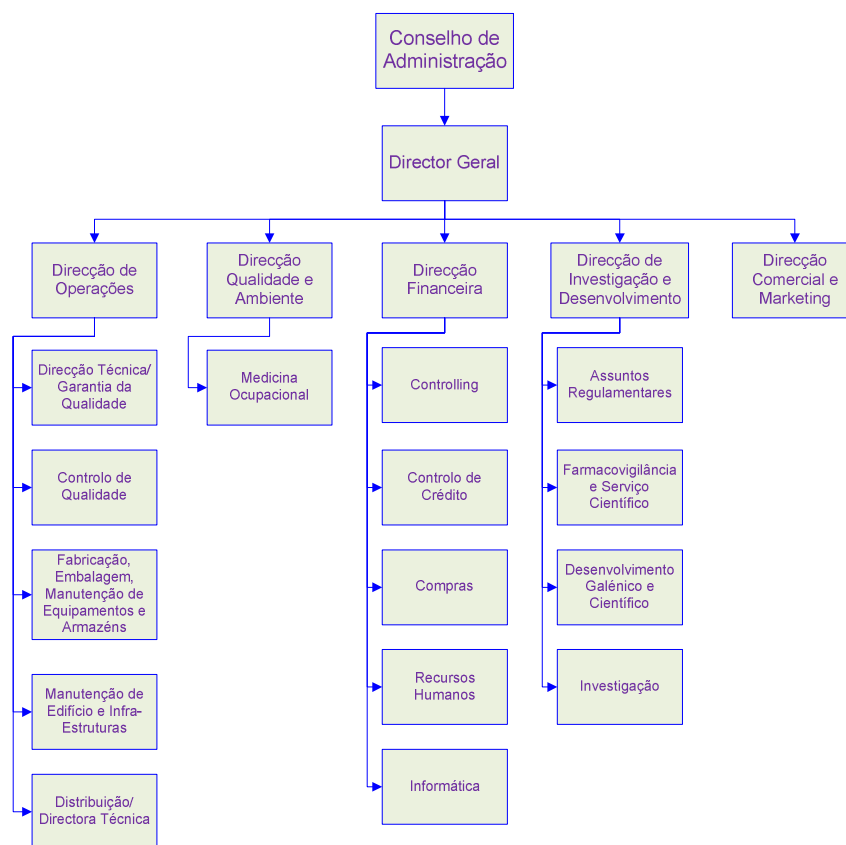 Conselho de
Administração
Director Geral
Direcção de
Operações
Direcção
Qualidade e
Ambiente
Direcção
Financeira
Direcção de
Investigação e
Desenvolvimento
Direcção
Comercial e
Marketing
Direcção Técnica/
Garantia da
Qualidade
Controlo de
Qualidade
Fabricação,
Embalagem,
Manutenção de
Equipamentos e
Armazéns
Manutenção de
Edifício e Infra-
Estruturas
Distribuição/
Directora Técnica
Medicina
Ocupacional
Controlling
Controlo de
Crédito
Compras
Recursos
Humanos
Informática
Assuntos
Regulamentares
Farmacovigilância
e Serviço
Científico
Desenvolvimento
Galénico e
Científico
Investigação